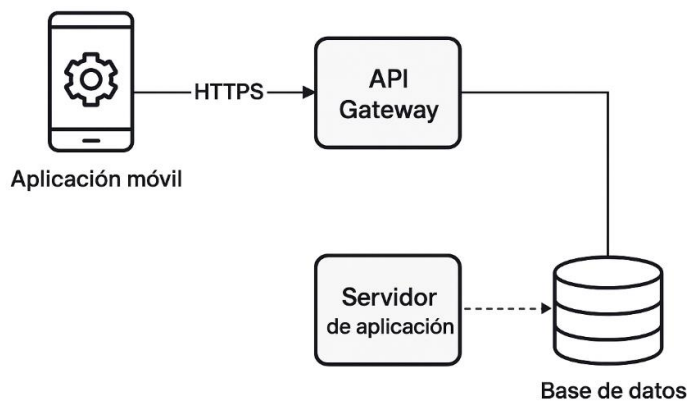 HTTPS
API
Gateway
Aplicación móvil
Servidor
de aplicación
Base de datos